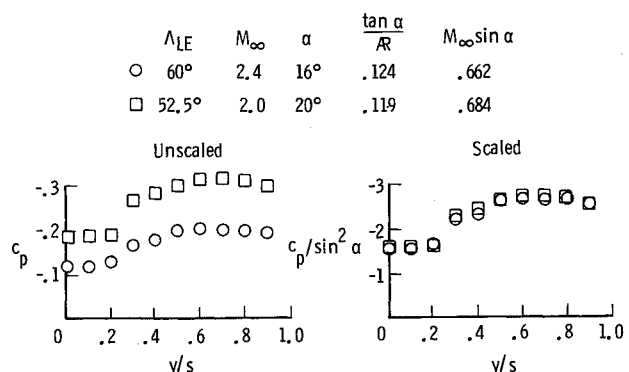 Λ_LE M_∞ α tan α / AR M_∞ sin α
○ 60° 2.4 16° .124 .662
□ 52.5° 2.0 20° .119 .684
Unscaled
-.3
-.2
c_p
-.1
0 .2 .4 .6 .8 1.0
y/s
Scaled
-3
-2
c_p/sin² α
-1
0 .2 .4 .6 .8 1.0
y/s